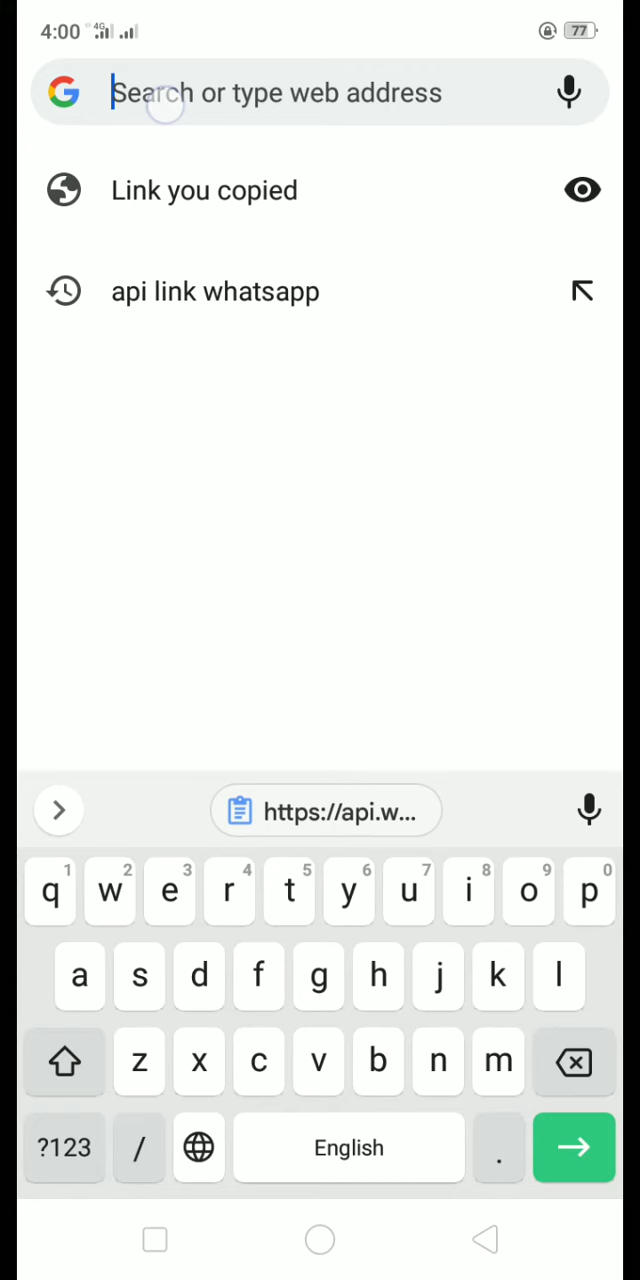 4:00 4G 77
Search or type web address
Link you copied
api link whatsapp
https://api.w...
1 2 3 4 5 6 7 8 9 0
q w e r t y u i o p
a s d f g h j k l
z x c v b n m
?123 / English .